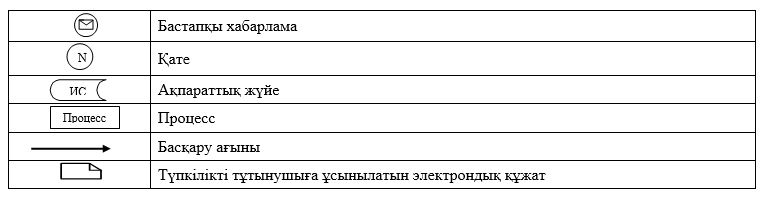 Бастапқы хабарлама
N Қате
ИС Ақпараттық жүйе
Процесс Процесс
Басқару ағыны
Түпкілікті тұтынушыға ұсынылатын электрондық құжат